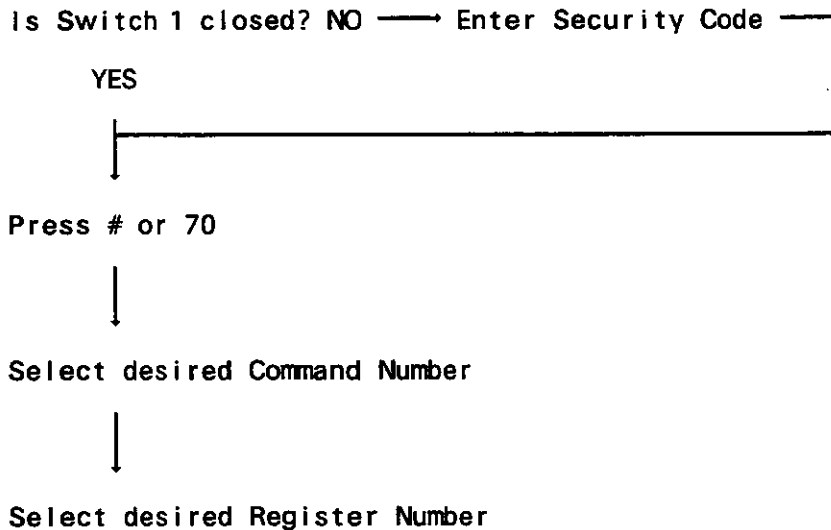 Is Switch 1 closed? NO Enter Security Code
YES
Press # or 70
Select desired Command Number
Select desired Register Number